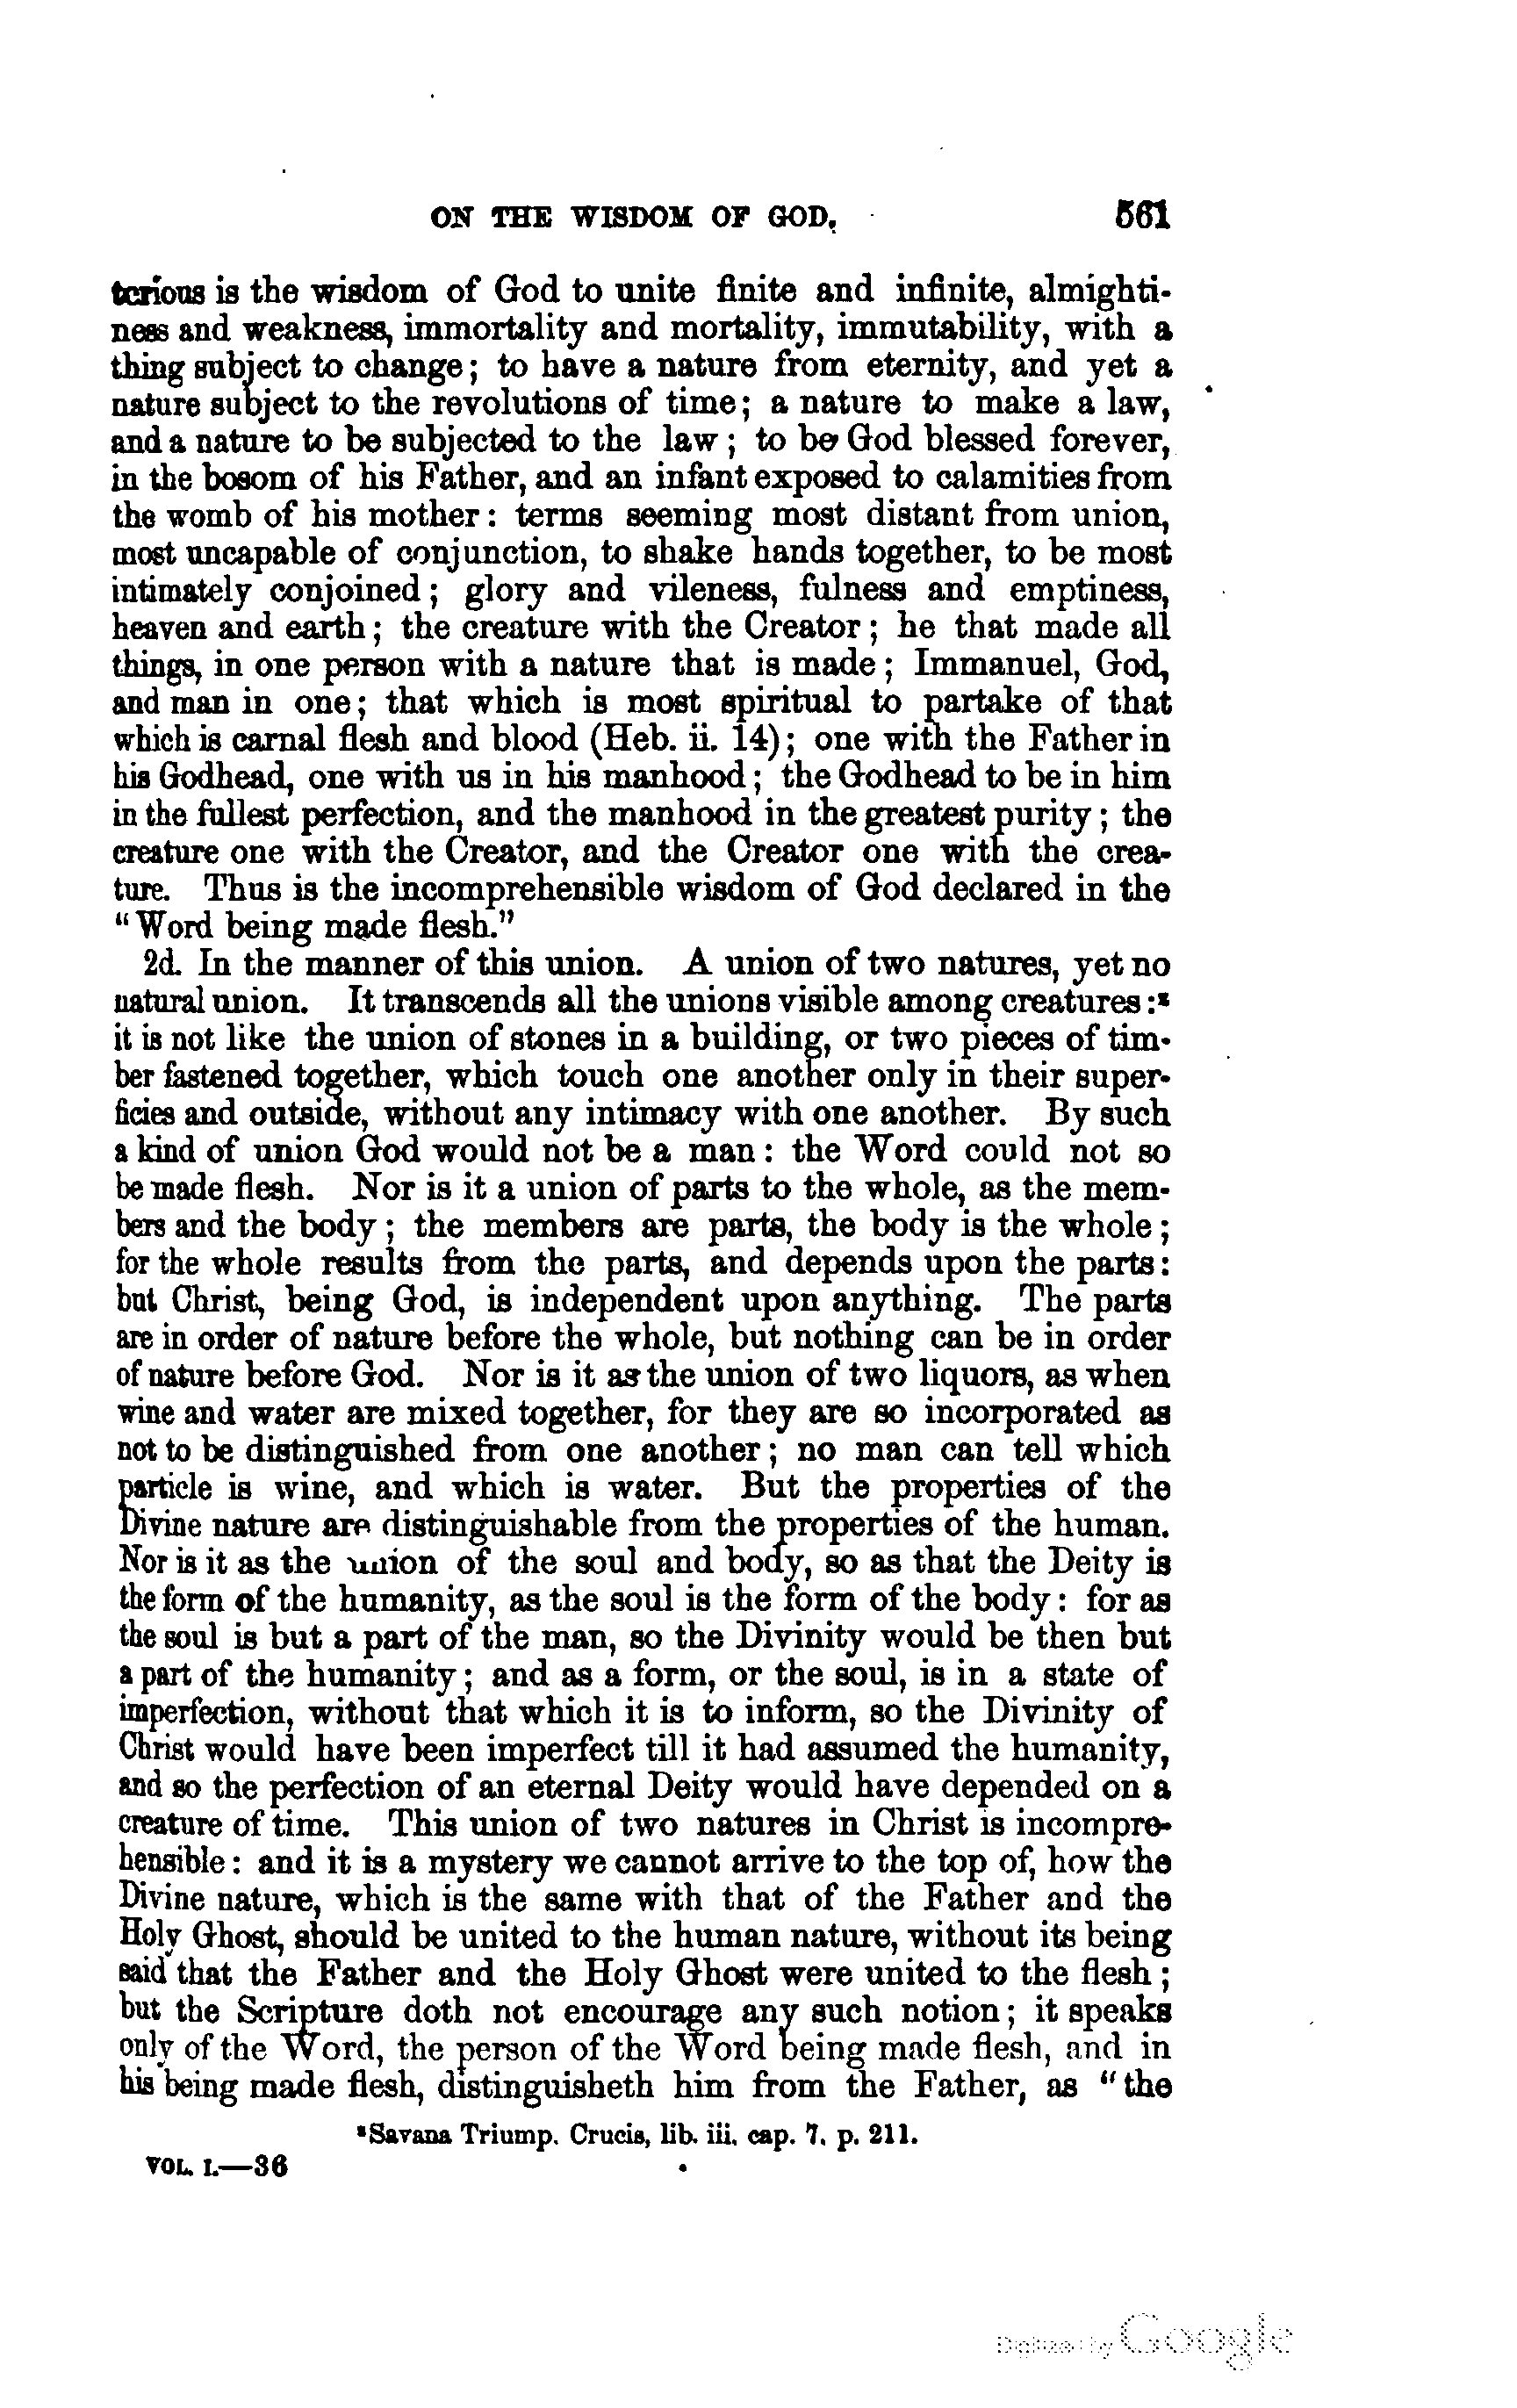 ON THE WISDOM OF GOD. 561
terious is the wisdom of God to unite finite and infinite, almighti-
ness and weakness, immortality and mortality, immutability, with a
thing subject to change; to have a nature from eternity, and yet a
nature subject to the revolutions of time; a nature to make a law,
and a nature to be subjected to the law; to be God blessed forever,
in the bosom of his Father, and an infant exposed to calamities from
the womb of his mother: terms seeming most distant from union,
most uncapable of conjunction, to shake hands together, to be most
intimately conjoined; glory and vileness, fulness and emptiness,
heaven and earth; the creature with the Creator; he that made all
things, in one person with a nature that is made; Immanuel, God,
and man in one; that which is most spiritual to partake of that
which is carnal flesh and blood (Heb. ii. 14); one with the Father in
his Godhead, one with us in his manhood; the Godhead to be in him
in the fullest perfection, and the manhood in the greatest purity; the
creature one with the Creator, and the Creator one with the crea-
ture. Thus is the incomprehensible wisdom of God declared in the
"Word being made flesh."
2d. In the manner of this union. A union of two natures, yet no
natural union. It transcends all the unions visible among creatures:ˢ
it is not like the union of stones in a building, or two pieces of tim-
ber fastened together, which touch one another only in their super-
ficies and outside, without any intimacy with one another. By such
a kind of union God would not be a man: the Word could not so
be made flesh. Nor is it a union of parts to the whole, as the mem-
bers and the body; the members are parts, the body is the whole;
for the whole results from the parts, and depends upon the parts:
but Christ, being God, is independent upon anything. The parts
are in order of nature before the whole, but nothing can be in order
of nature before God. Nor is it as the union of two liquors, as when
wine and water are mixed together, for they are so incorporated as
not to be distinguished from one another; no man can tell which
particle is wine, and which is water. But the properties of the
Divine nature are distinguishable from the properties of the human.
Nor is it as the union of the soul and body, so as that the Deity is
the form of the humanity, as the soul is the form of the body: for as
the soul is but a part of the man, so the Divinity would be then but
a part of the humanity; and as a form, or the soul, is in a state of
imperfection, without that which it is to inform, so the Divinity of
Christ would have been imperfect till it had assumed the humanity,
and so the perfection of an eternal Deity would have depended on a
creature of time. This union of two natures in Christ is incompre-
hensible: and it is a mystery we cannot arrive to the top of, how the
Divine nature, which is the same with that of the Father and the
Holy Ghost, should be united to the human nature, without its being
said that the Father and the Holy Ghost were united to the flesh;
but the Scripture doth not encourage any such notion; it speaks
only of the Word, the person of the Word being made flesh, and in
his being made flesh, distinguisheth him from the Father, as "the
ˢ Savana Triump. Crucis, lib. iii. cap. 7. p. 211.
VOL. I.—36
Digitized by Google